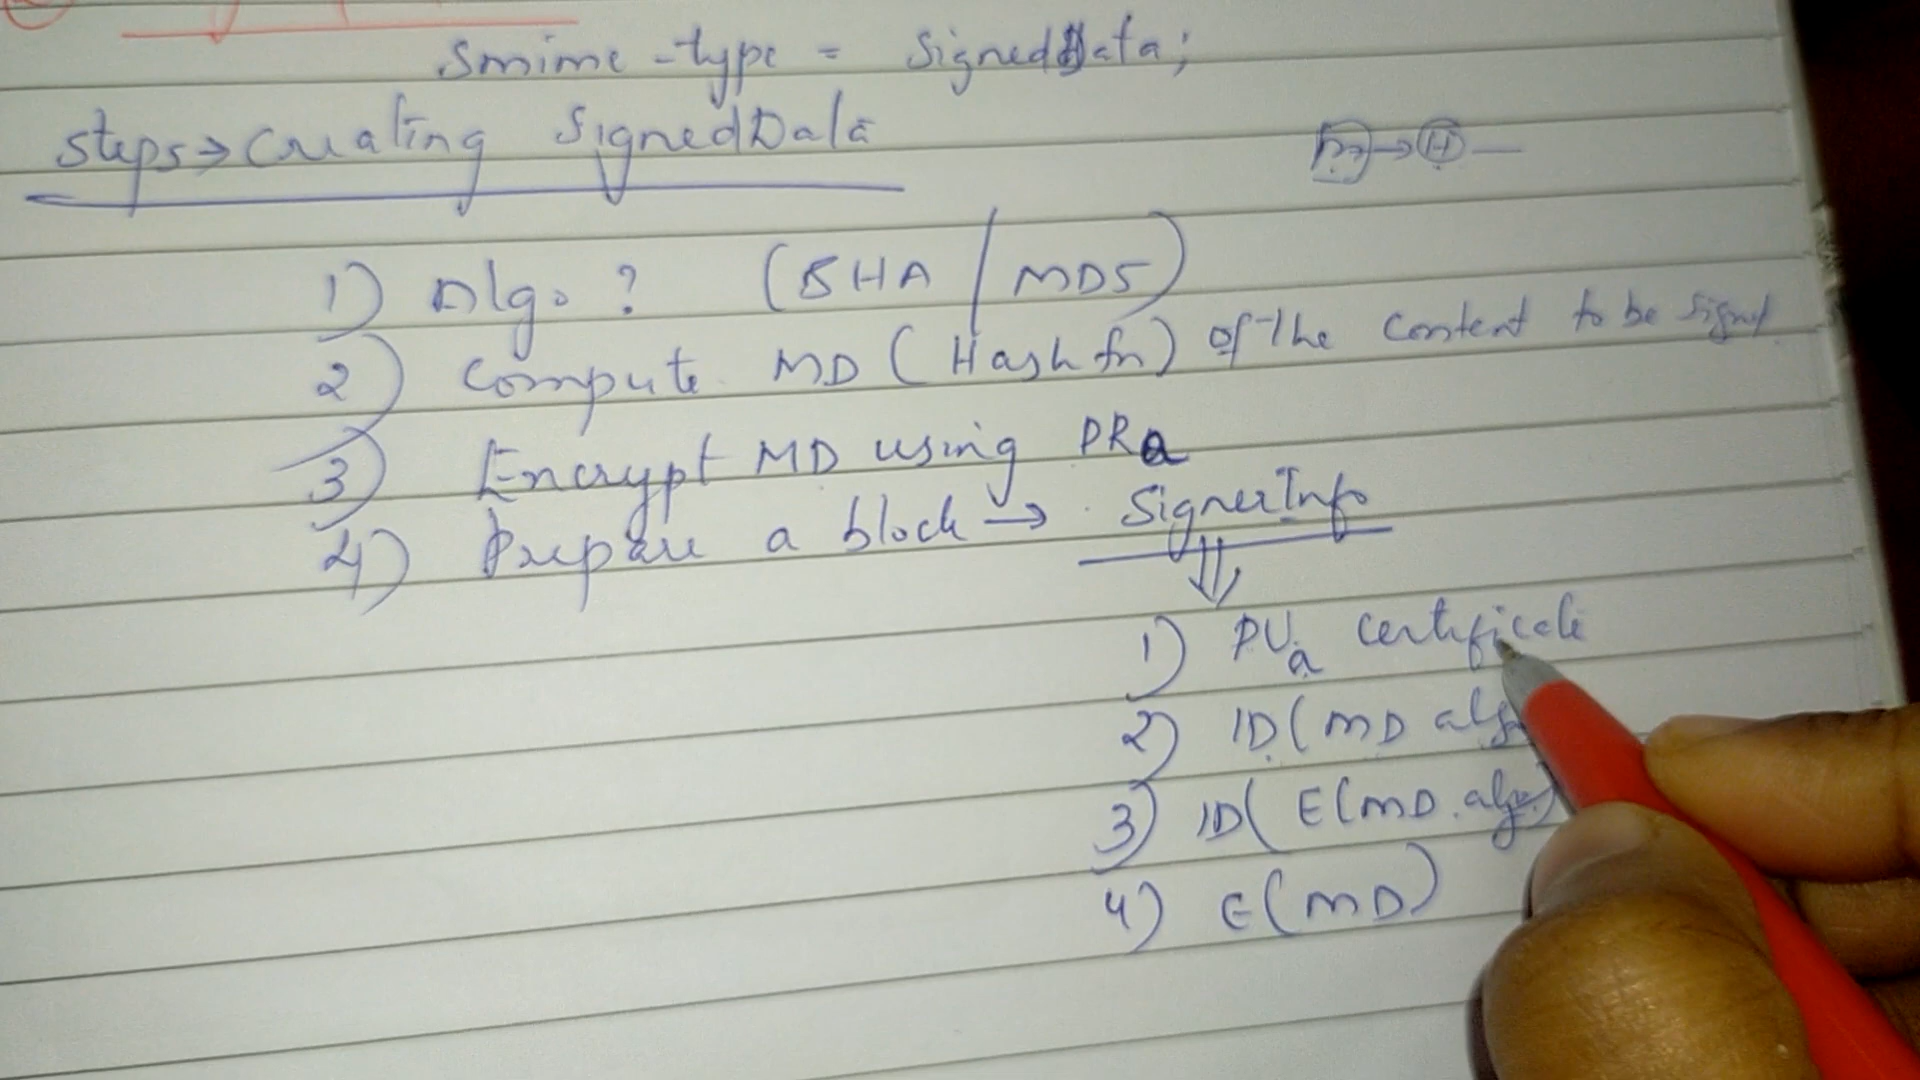 Smime-type = SignedData;
Steps → Creating SignedData
M → H
1) Algo ? (SHA / MD5)
2) Compute MD (Hash fn) of the content to be signed
3) Encrypt MD using PRa
4) Prepare a block → SignerInfo
1) PUa certificate
2) ID(MD algo
3) ID(E(MD algo)
4) E(MD)